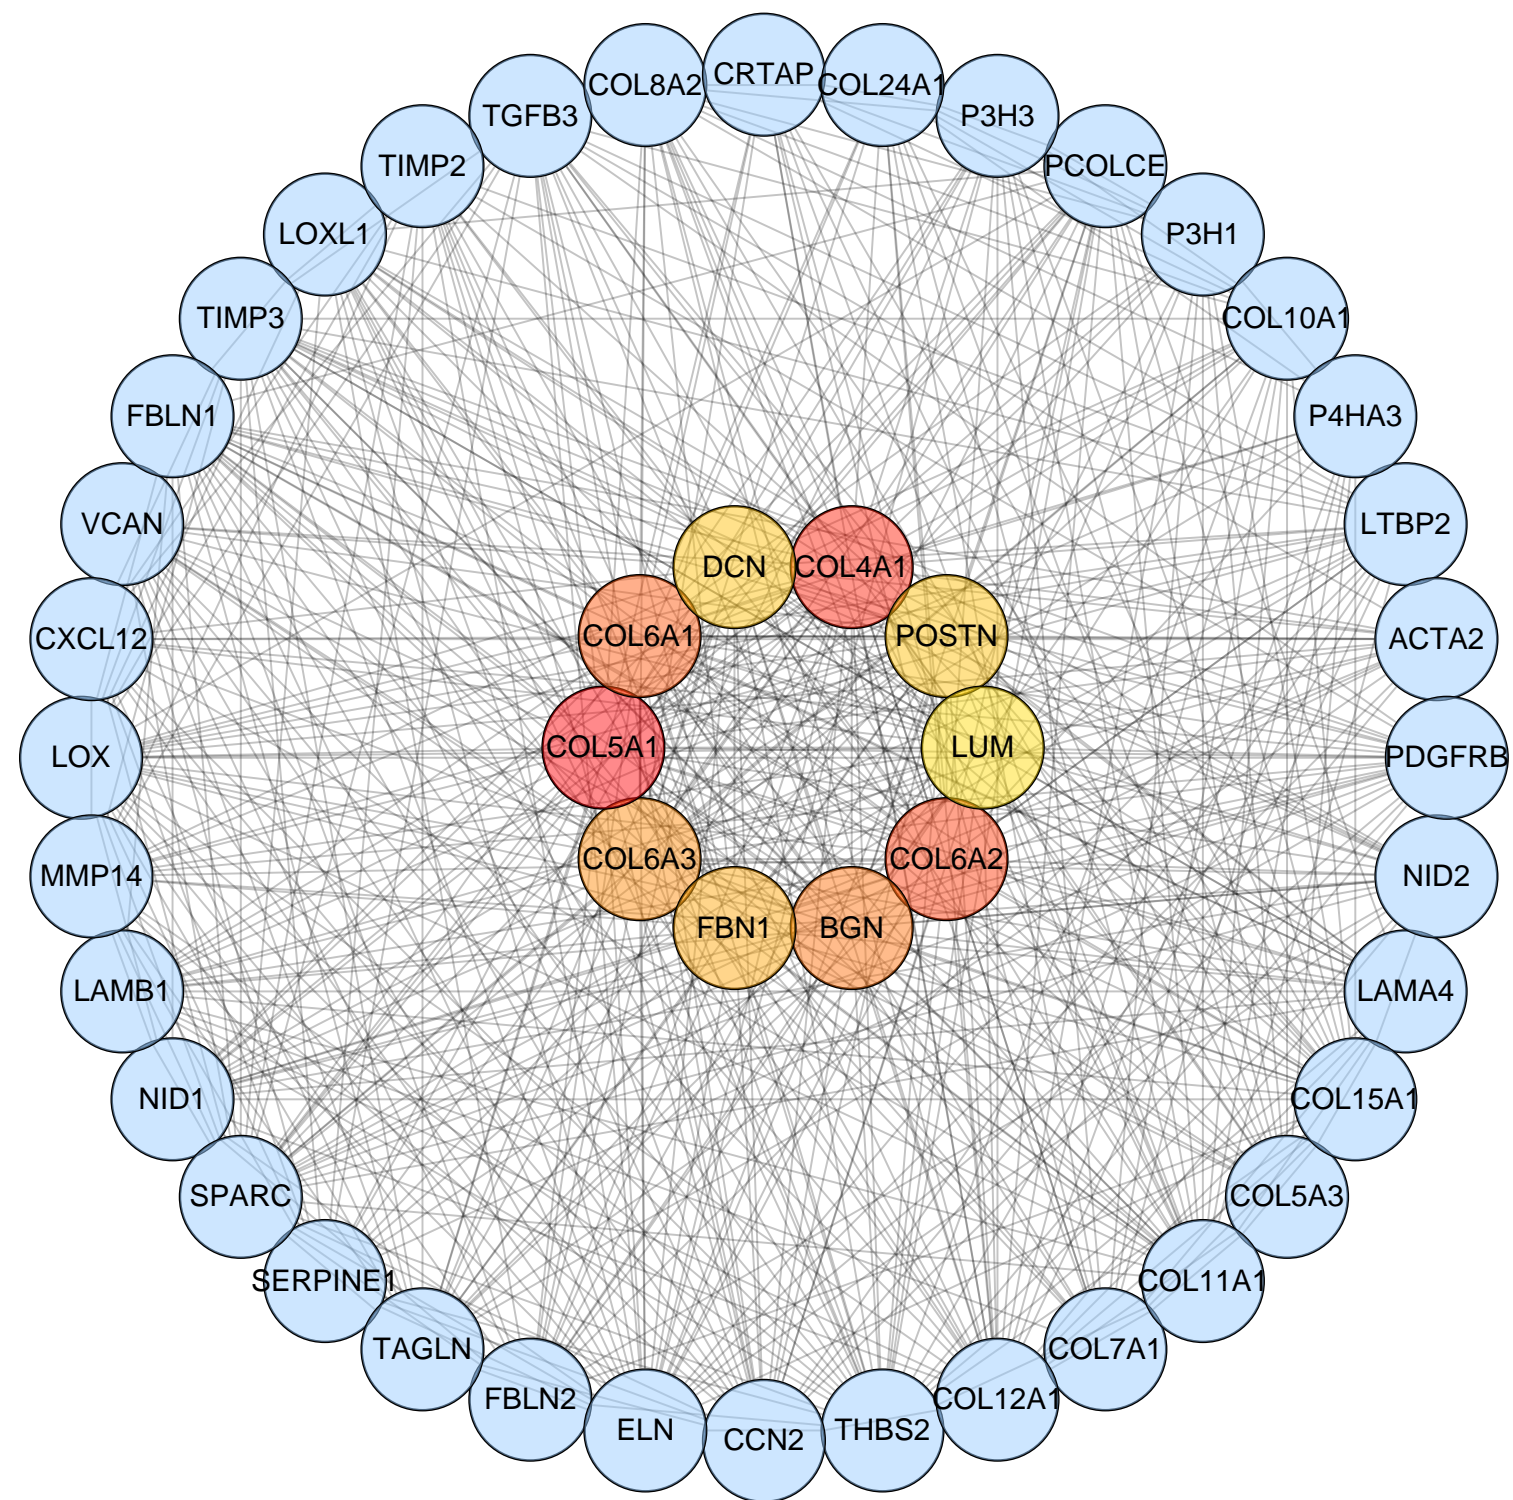 CRTAP
COL8A2
COL24A1
TGFB3
P3H3
TIMP2
PCOLCE
LOXL1
P3H1
TIMP3
COL10A1
FBLN1
P4HA3
VCAN
LTBP2
DCN
COL4A1
CXCL12
COL6A1
POSTN
ACTA2
LOX
COL5A1
LUM
PDGFRB
MMP14
COL6A3
COL6A2
NID2
FBN1
BGN
LAMB1
LAMA4
NID1
COL15A1
SPARC
COL5A3
SERPINE1
COL11A1
TAGLN
COL7A1
FBLN2
COL12A1
ELN
THBS2
CCN2